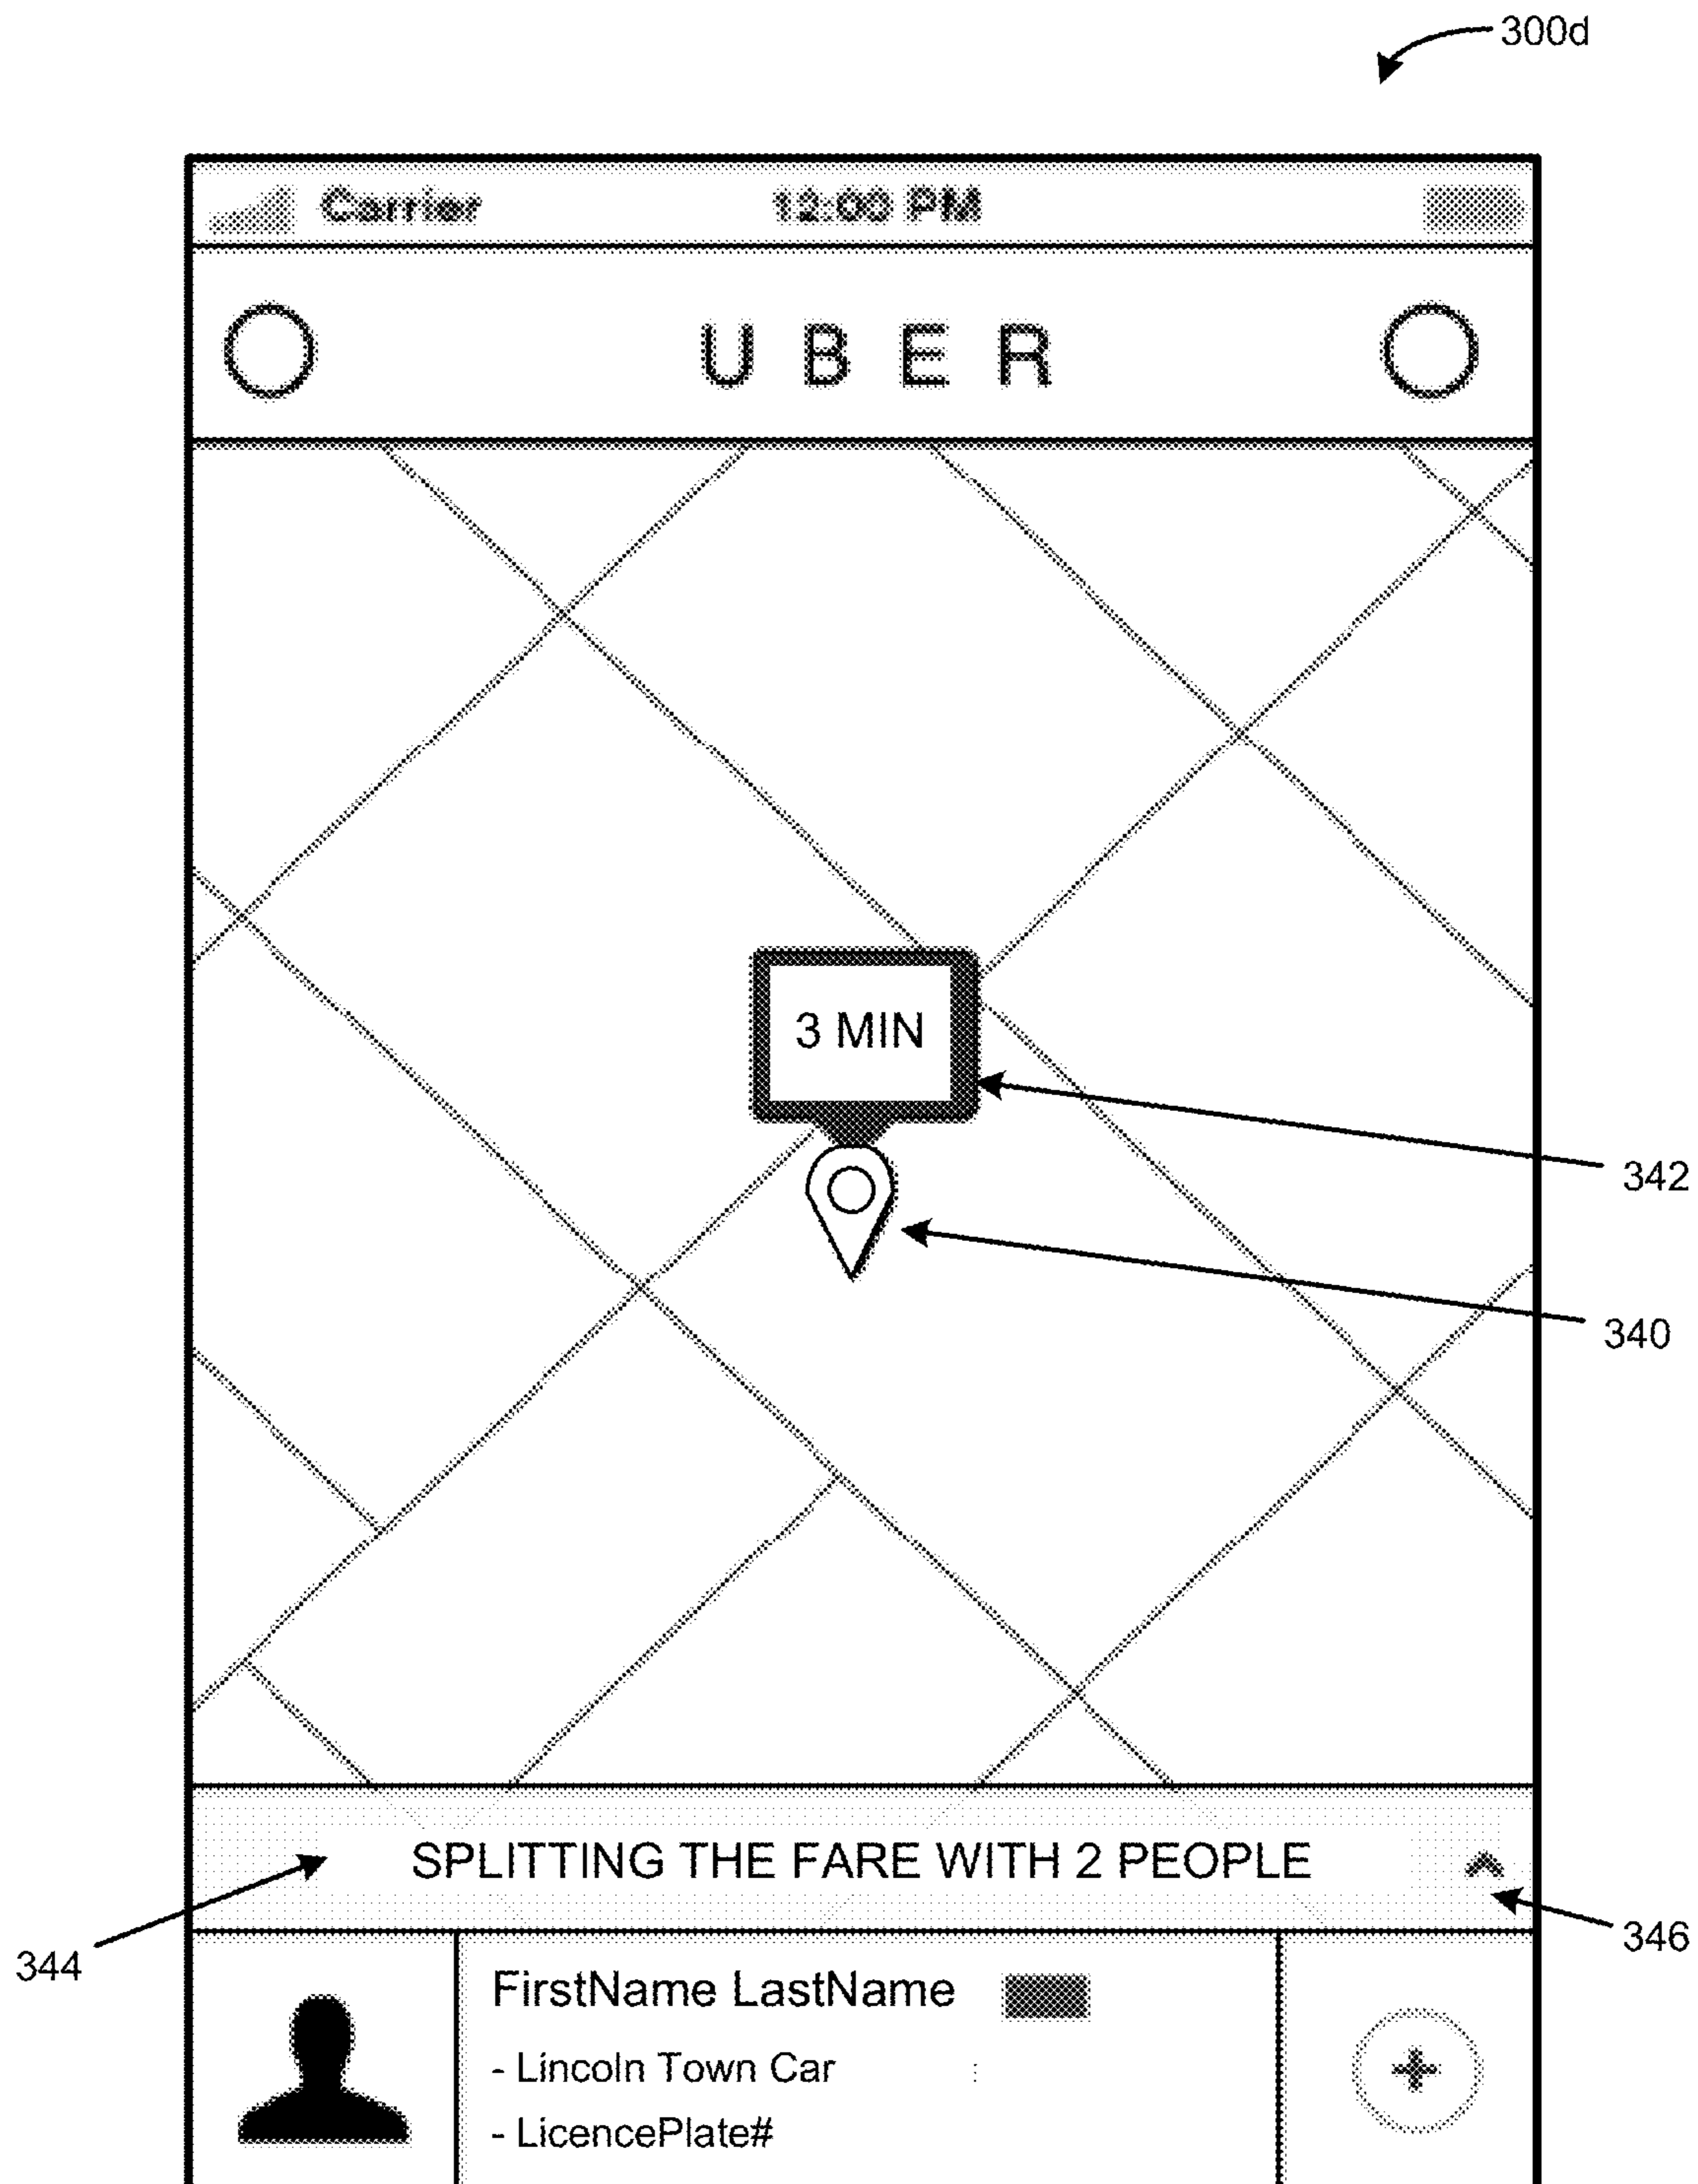 300d
Carrier 12:00 PM
UBER
3 MIN
342
340
SPLITTING THE FARE WITH 2 PEOPLE
346
344
FirstName LastName
- Lincoln Town Car
- LicencePlate#